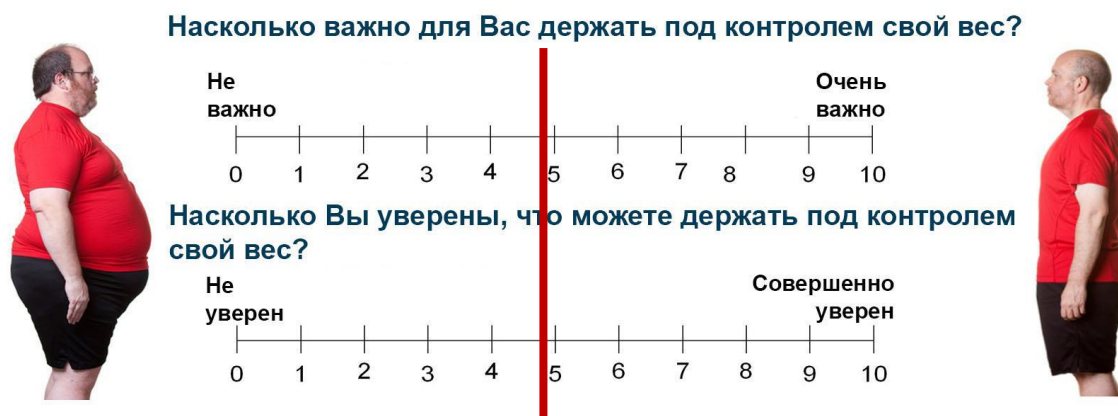 Насколько важно для Вас держать под контролем свой вес?
Не Очень
важно важно
0 1 2 3 4 5 6 7 8 9 10
Насколько Вы уверены, что можете держать под контролем
свой вес?
Не Совершенно
уверен уверен
0 1 2 3 4 5 6 7 8 9 10